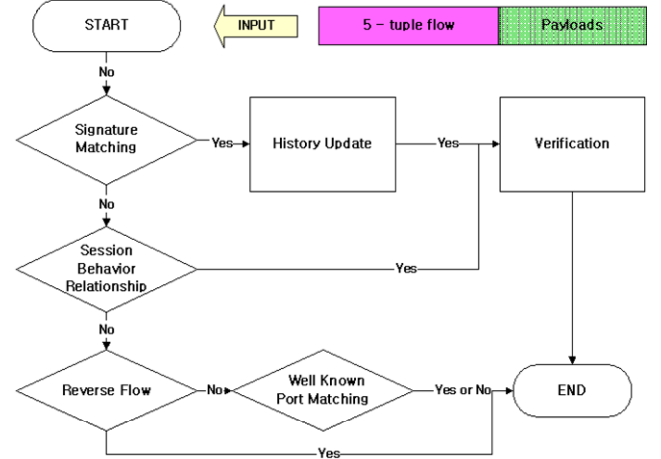 START
INPUT
5 - tuple flow
Payloads
No
Signature
Matching
Yes
History Update
Yes
Verification
No
Session
Behavior
Relationship
Yes
No
Reverse Flow
No
Well Known
Port Matching
Yes or No
END
Yes